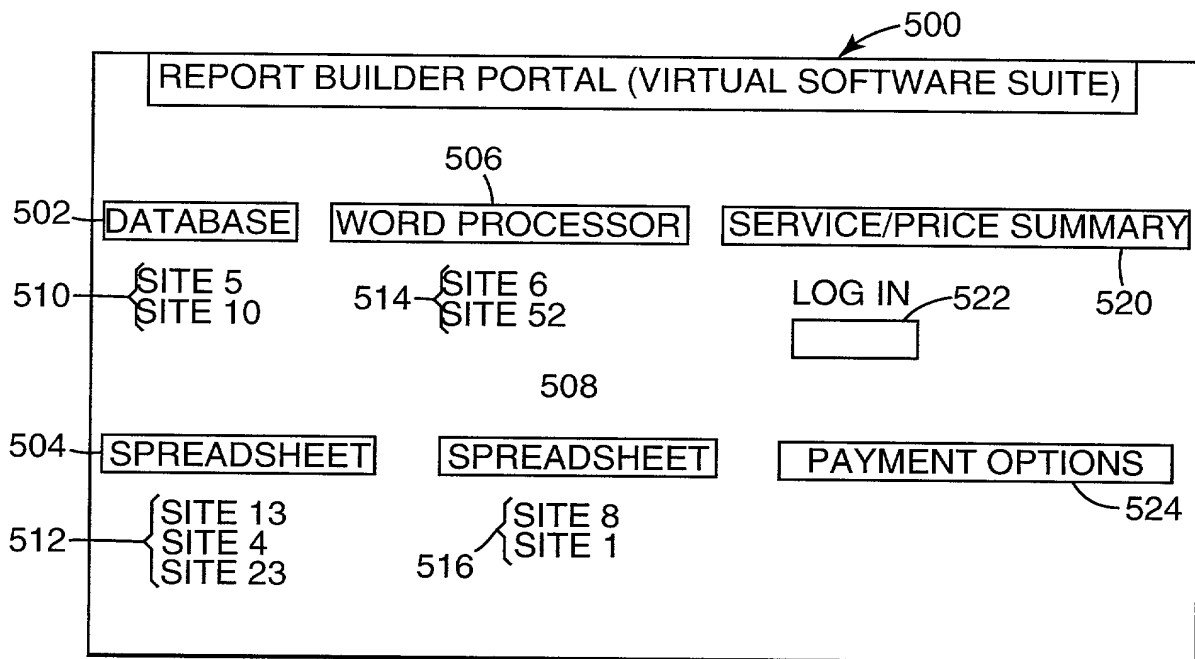 500
REPORT BUILDER PORTAL (VIRTUAL SOFTWARE SUITE)
506
502 DATABASE WORD PROCESSOR SERVICE/PRICE SUMMARY
510 SITE 5
SITE 10
514 SITE 6
SITE 52
LOG IN 522 520
508
504 SPREADSHEET SPREADSHEET PAYMENT OPTIONS
524
512 SITE 13
SITE 4
SITE 23
516 SITE 8
SITE 1